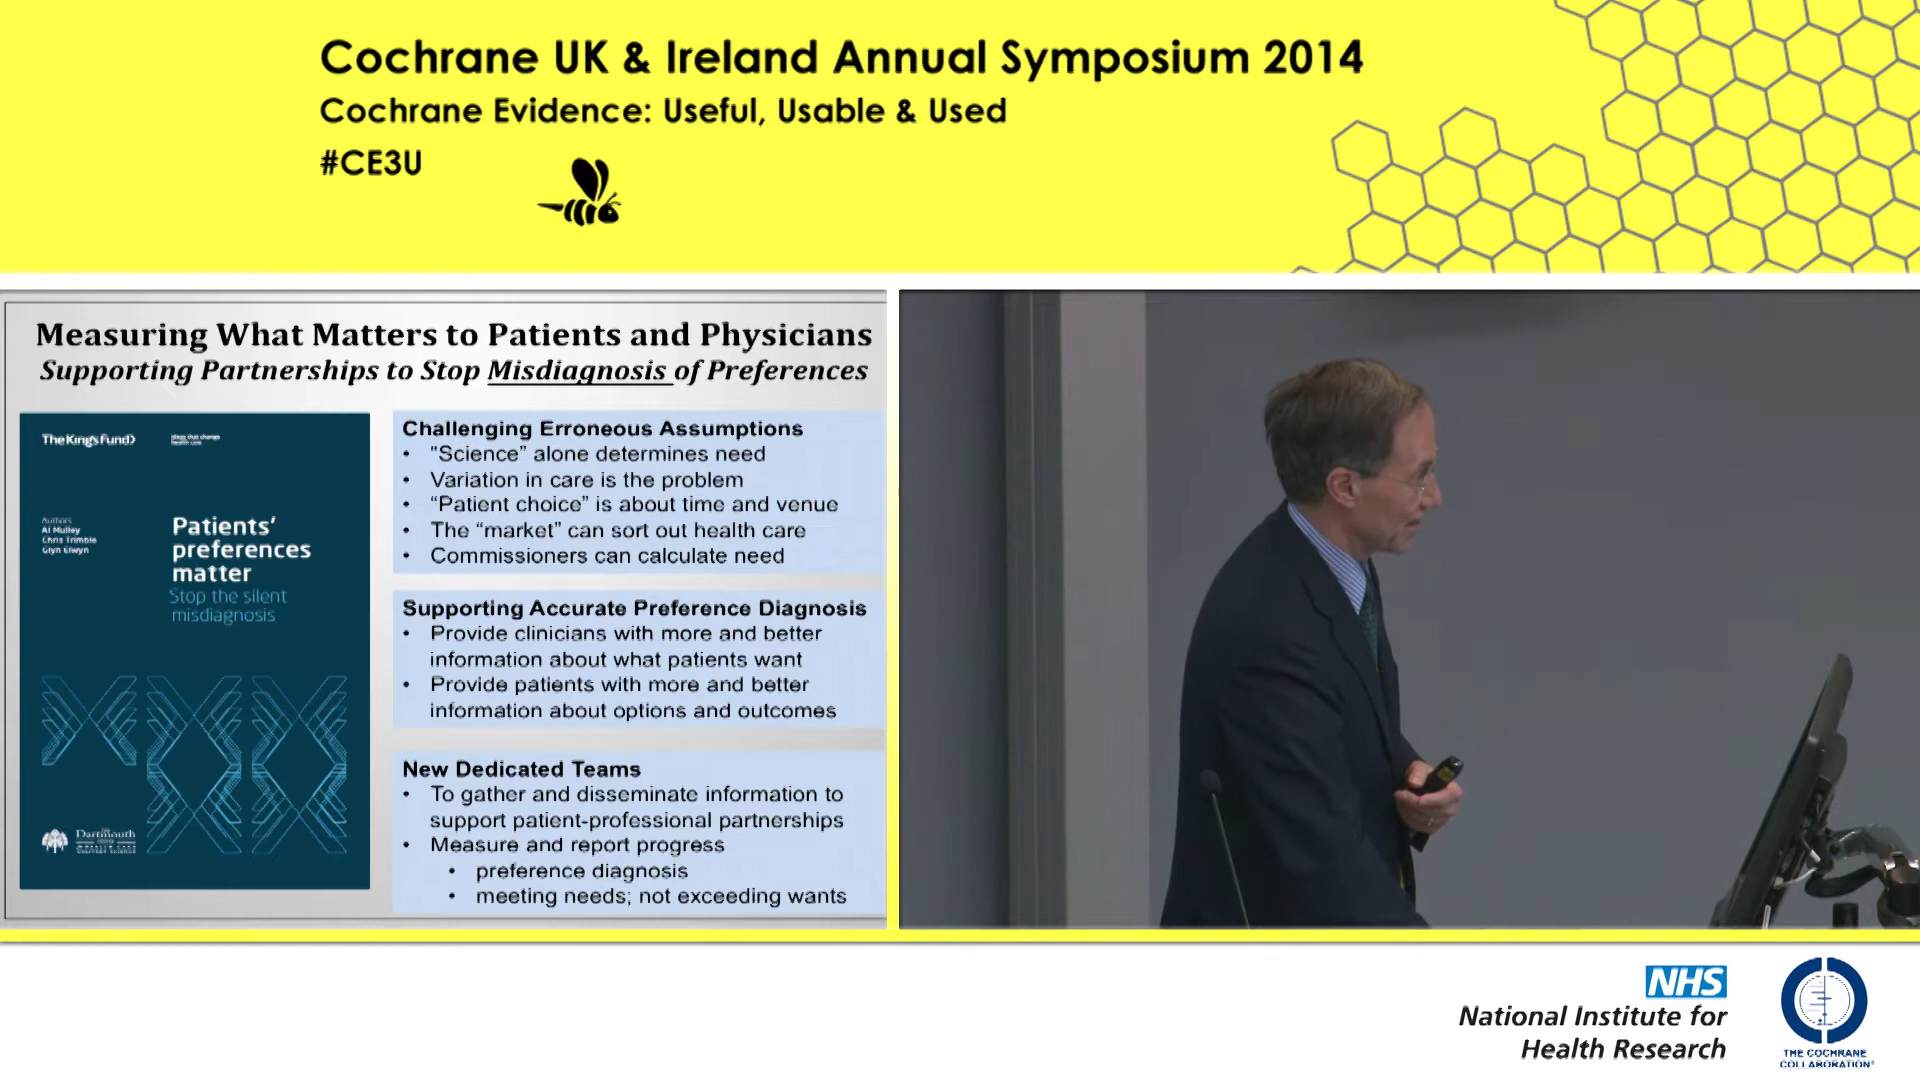 Cochrane UK & Ireland Annual Symposium 2014
Cochrane Evidence: Useful, Usable & Used
#CE3U
Measuring What Matters to Patients and Physicians
Supporting Partnerships to Stop Misdiagnosis of Preferences
TheKingsFund>
Ideas that change
health care
Authors
Al Mulley
Chris Trimble
Glyn Elwyn
Patients'
preferences
matter
Stop the silent
misdiagnosis
Dartmouth
Challenging Erroneous Assumptions
• “Science” alone determines need
• Variation in care is the problem
• “Patient choice” is about time and venue
• The “market” can sort out health care
• Commissioners can calculate need
Supporting Accurate Preference Diagnosis
• Provide clinicians with more and better
information about what patients want
• Provide patients with more and better
information about options and outcomes
New Dedicated Teams
• To gather and disseminate information to
support patient-professional partnerships
• Measure and report progress
• preference diagnosis
• meeting needs; not exceeding wants
NHS
National Institute for
Health Research
THE COCHRANE
COLLABORATION®